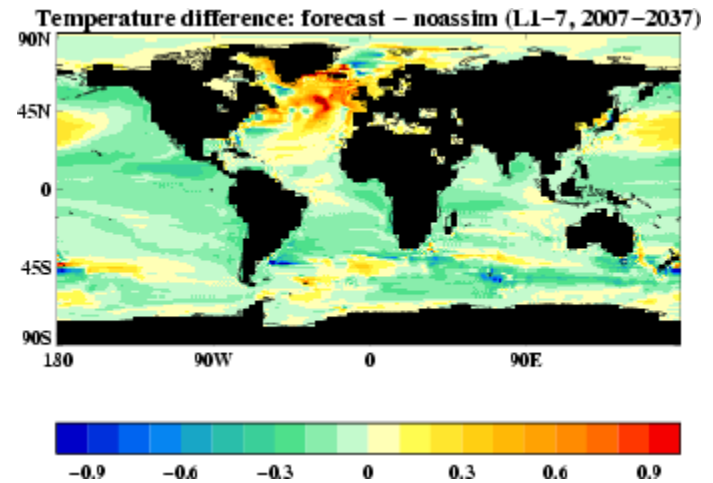 Temperature difference: forecast − noassim (L1−7, 2007−2037)
90N
45N
0
45S
90S
180 90W 0 90E
−0.9 −0.6 −0.3 0 0.3 0.6 0.9